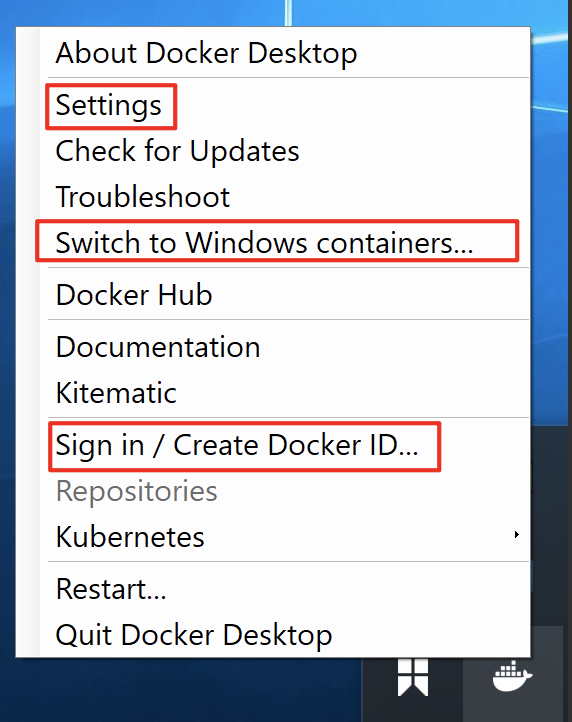 About Docker Desktop
Settings
Check for Updates
Troubleshoot
Switch to Windows containers...
Docker Hub
Documentation
Kitematic
Sign in / Create Docker ID...
Repositories
Kubernetes
Restart...
Quit Docker Desktop